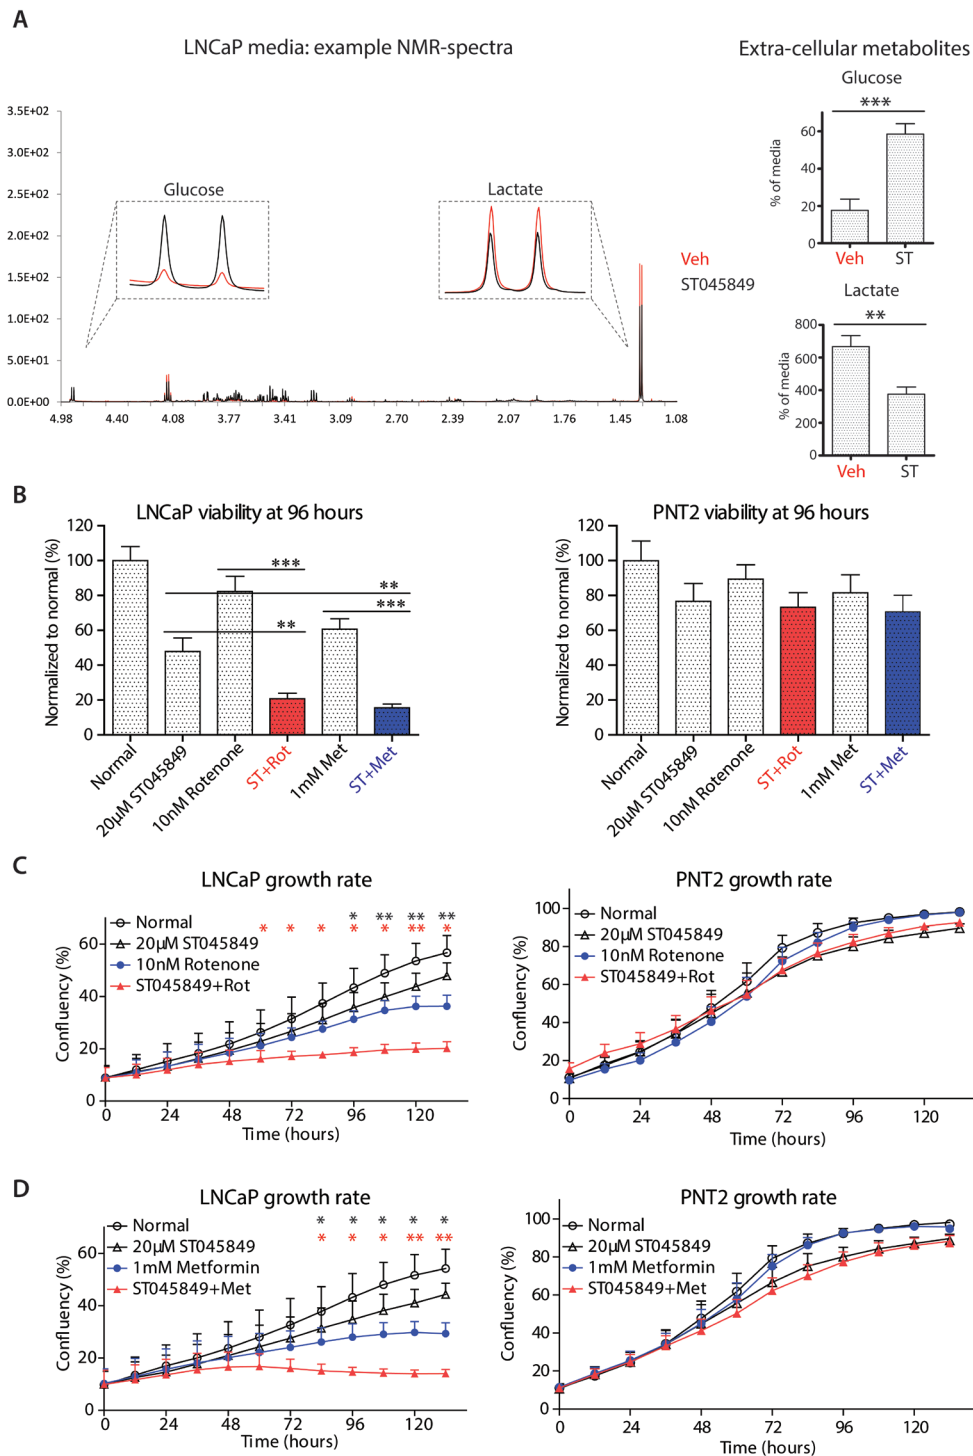 A
LNCaP media: example NMR-spectra
Extra-cellular metabolites
Glucose
***
3.5E+02
3.0E+02
2.5E+02
2.0E+02
1.5E+02
1.0E+02
5.0E+01
0.0E+00
4.98 4.40 4.08 3.77 3.41 3.09 2.70 2.39 2.07 1.76 1.45 1.08
Glucose
Lactate
Veh
ST045849
% of media
60
40
20
0
Veh ST
Lactate
**
% of media
800
600
400
200
0
Veh ST
B
LNCaP viability at 96 hours
Normalized to normal (%)
120
100
80
60
40
20
0
***
**
***
**
Normal
20µM ST045849
10nM Rotenone
ST+Rot
1mM Met
ST+Met
PNT2 viability at 96 hours
Normalized to normal (%)
120
100
80
60
40
20
0
Normal
20µM ST045849
10nM Rotenone
ST+Rot
1mM Met
ST+Met
C
LNCaP growth rate
Normal
20µM ST045849
10nM Rotenone
ST045849+Rot
* ** ** **
* * * * * ** *
Confluency (%)
60
40
20
0
0 24 48 72 96 120
Time (hours)
PNT2 growth rate
Normal
20µM ST045849
10nM Rotenone
ST045849+Rot
Confluency (%)
100
80
60
40
20
0
0 24 48 72 96 120
Time (hours)
D
LNCaP growth rate
Normal
20µM ST045849
1mM Metformin
ST045849+Met
* * * * *
* * * ** **
Confluency (%)
60
40
20
0
0 24 48 72 96 120
Time (hours)
PNT2 growth rate
Normal
20µM ST045849
1mM Metformin
ST045849+Met
Confluency (%)
100
80
60
40
20
0
0 24 48 72 96 120
Time (hours)